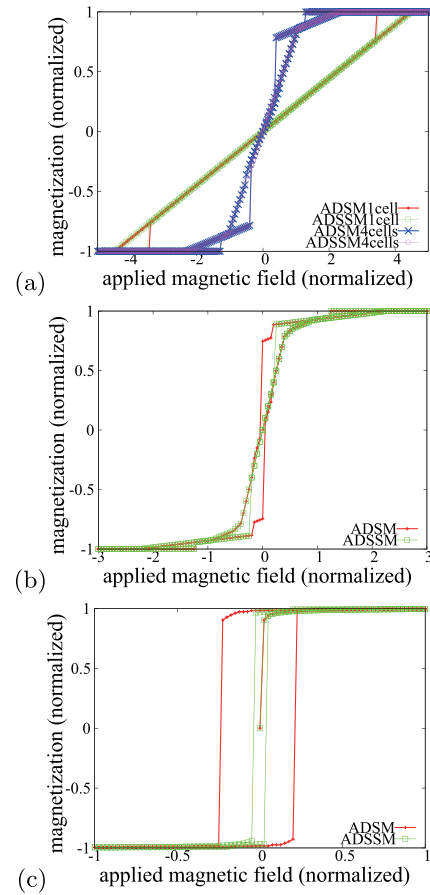 magnetization (normalized)
1
0.5
0
-0.5
-1
-4
-2
0
2
4
ADSM1cell
ADSSM1cell
ADSM4cells
ADSSM4cells
(a)
applied magnetic field (normalized)
magnetization (normalized)
1
0.5
0
-0.5
-1
-3
-2
-1
0
1
2
3
ADSM
ADSSM
(b)
applied magnetic field (normalized)
magnetization (normalized)
1
0.5
0
-0.5
-1
-1
-0.5
0
0.5
1
ADSM
ADSSM
(c)
applied magnetic field (normalized)